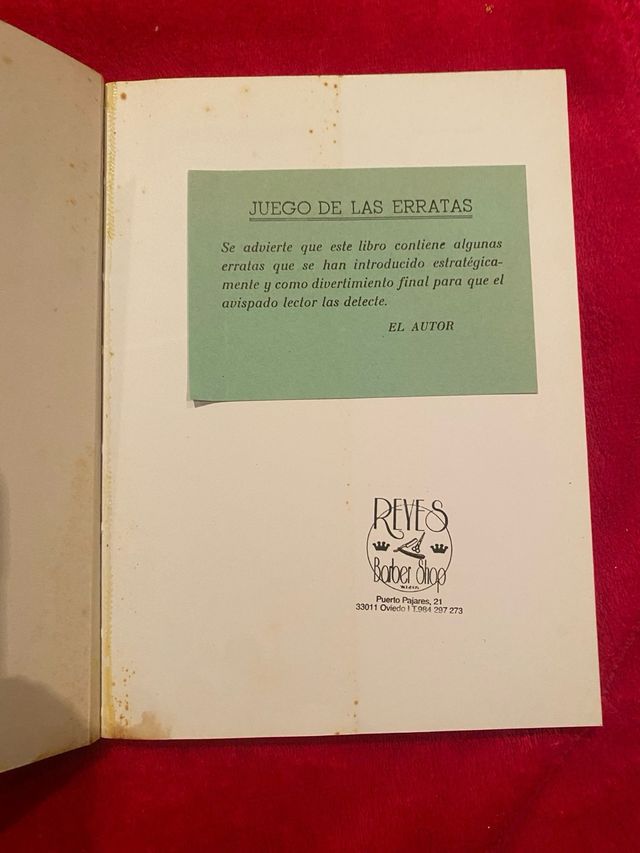 JUEGO DE LAS ERRATAS
Se advierte que este libro contiene algunas
erratas que se han introducido estratégica-
mente y como divertimiento final para que el
avispado lector las detecte.
EL AUTOR
REYES
Barber Shop
Puerto Pajares, 21
33011 Oviedo | T.984 297 273